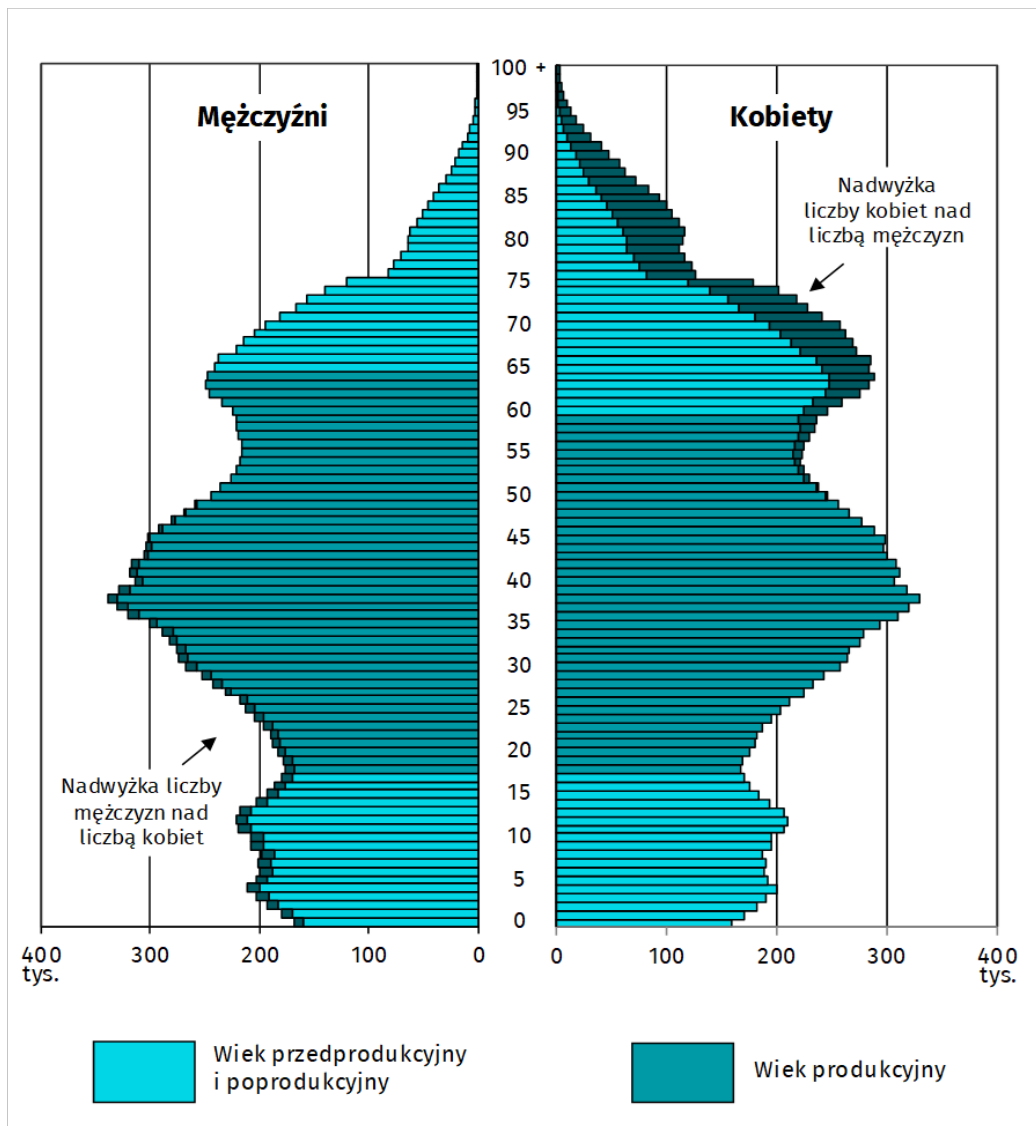 Mężczyźni
Kobiety
100 +
95
90
85
80
75
70
65
60
55
50
45
40
35
30
25
20
15
10
5
0
Nadwyżka
liczby kobiet nad
liczbą mężczyzn
Nadwyżka liczby
mężczyzn nad
liczbą kobiet
400 300 200 100 0
tys.
0 100 200 300 400
tys.
Wiek przedprodukcyjny
i poprodukcyjny
Wiek produkcyjny